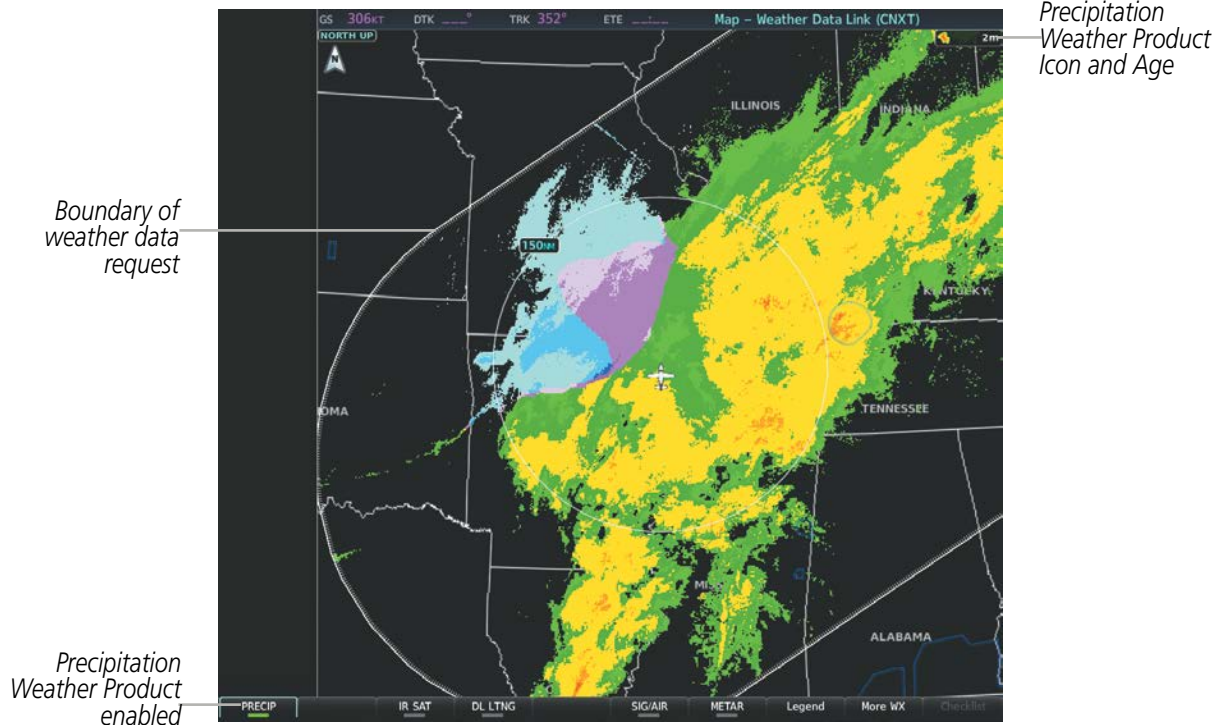 GS 306KT DTK ___° TRK 352° ETE __:__ Map – Weather Data Link (CNXT)
NORTH UP
N
2m
Precipitation
Weather Product
Icon and Age
ILLINOIS
INDIANA
Boundary of
weather data
request
150NM
KENTUCKY
OMA
TENNESSEE
MISS
ALABAMA
Precipitation
Weather Product
enabled
PRECIP IR SAT DL LTNG SIG/AIR METAR Legend More WX Checklist